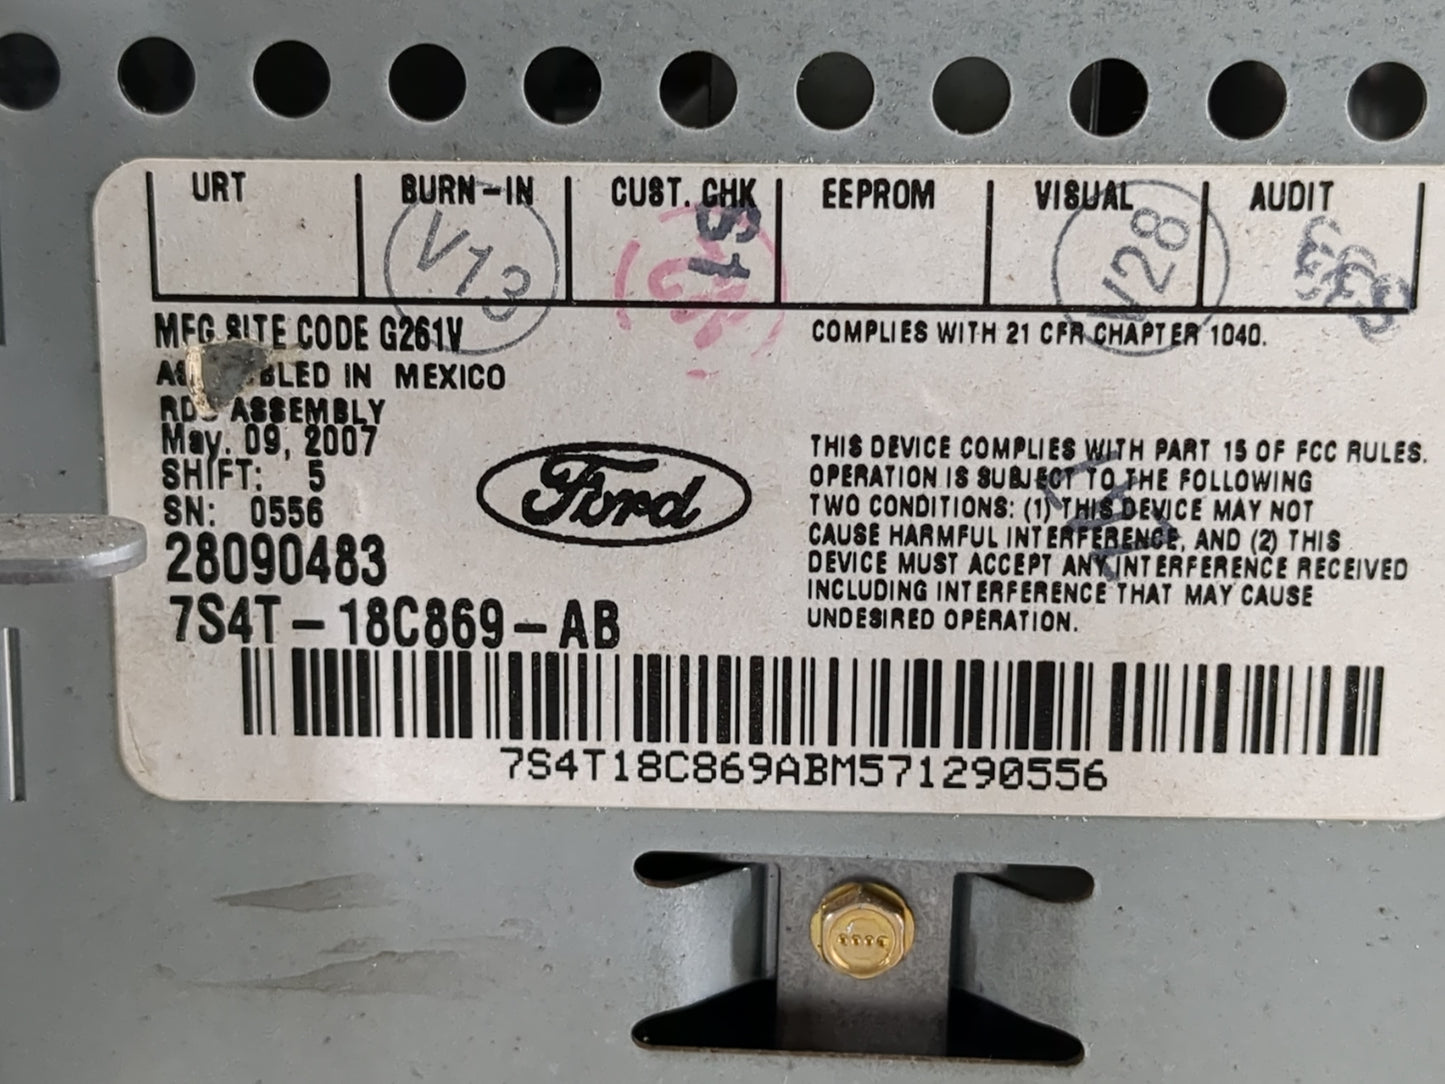 URT BURN-IN CUST. CHK EEPROM VISUAL AUDIT
V13 S1 V28
MFG SITE CODE G261V
COMPLIES WITH 21 CFR CHAPTER 1040.
IN MEXICO
ASSEMBLY
May. 09, 2007
SHIFT: 5
SN: 0556
28090483
7S4T-18C869-AB
Ford
THIS DEVICE COMPLIES WITH PART 15 OF FCC RULES.
OPERATION IS SUBJECT TO THE FOLLOWING
TWO CONDITIONS: (1) THIS DEVICE MAY NOT
CAUSE HARMFUL INTERFERENCE, AND (2) THIS
DEVICE MUST ACCEPT ANY INTERFERENCE RECEIVED
INCLUDING INTERFERENCE THAT MAY CAUSE
UNDESIRED OPERATION.
7S4T18C869ABM571290556